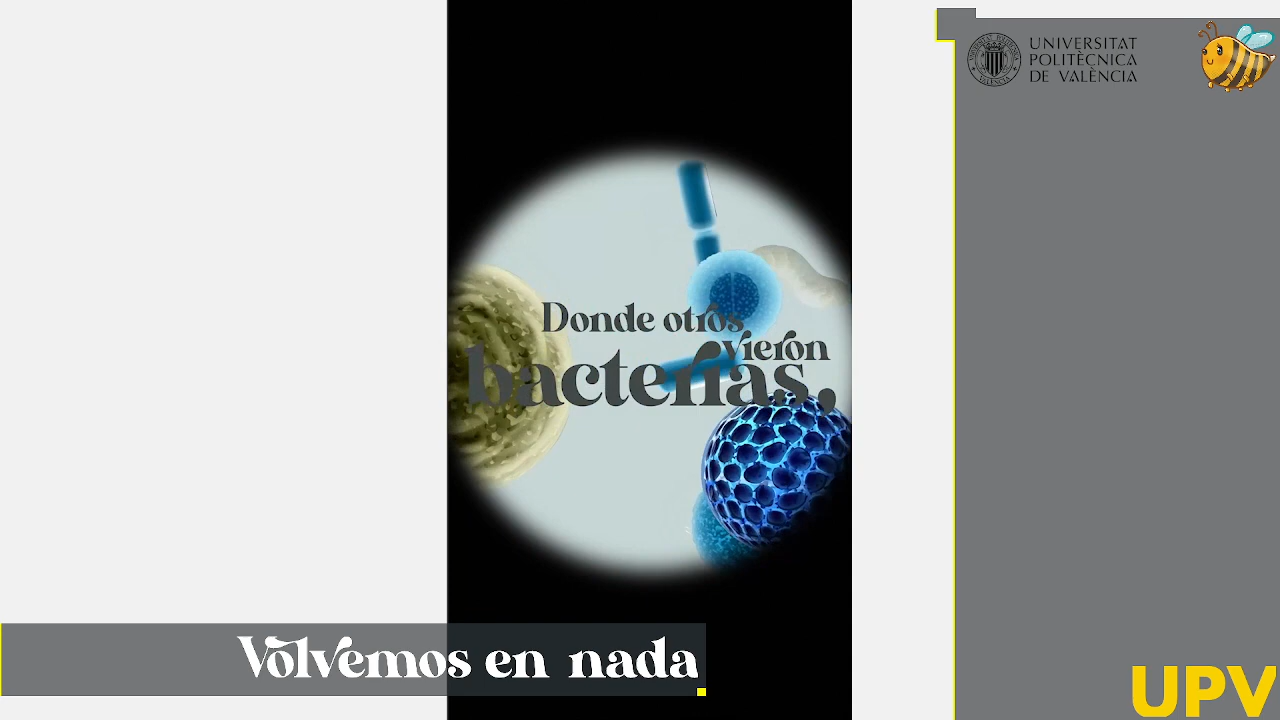 UNIVERSITAT
POLITÈCNICA
DE VALÈNCIA
Donde otros
vieron
bacterias,
Volvemos en nada
UPV